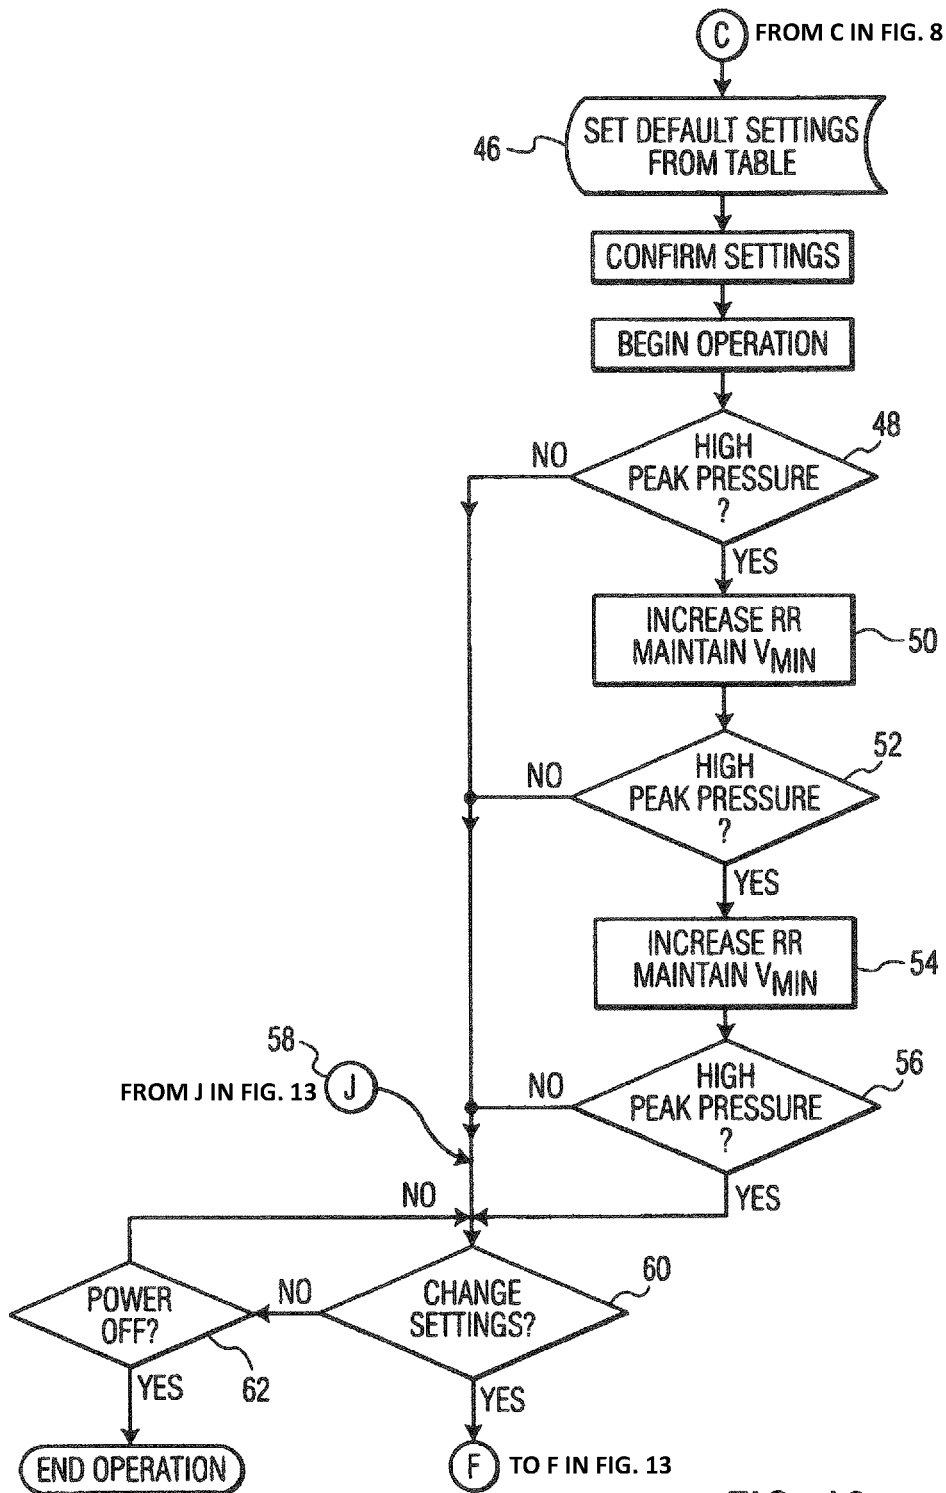 C FROM C IN FIG. 8
SET DEFAULT SETTINGS
FROM TABLE
46
CONFIRM SETTINGS
BEGIN OPERATION
48
HIGH
PEAK PRESSURE
?
NO
YES
INCREASE RR
MAINTAIN VMIN
50
52
HIGH
PEAK PRESSURE
?
NO
YES
INCREASE RR
MAINTAIN VMIN
54
56
HIGH
PEAK PRESSURE
?
NO
YES
58
FROM J IN FIG. 13 J
NO
60
CHANGE
SETTINGS?
NO
POWER
OFF?
62
YES
YES
END OPERATION
F TO F IN FIG. 13